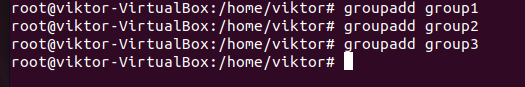 root@viktor-VirtualBox:/home/viktor# groupadd group1
root@viktor-VirtualBox:/home/viktor# groupadd group2
root@viktor-VirtualBox:/home/viktor# groupadd group3
root@viktor-VirtualBox:/home/viktor#